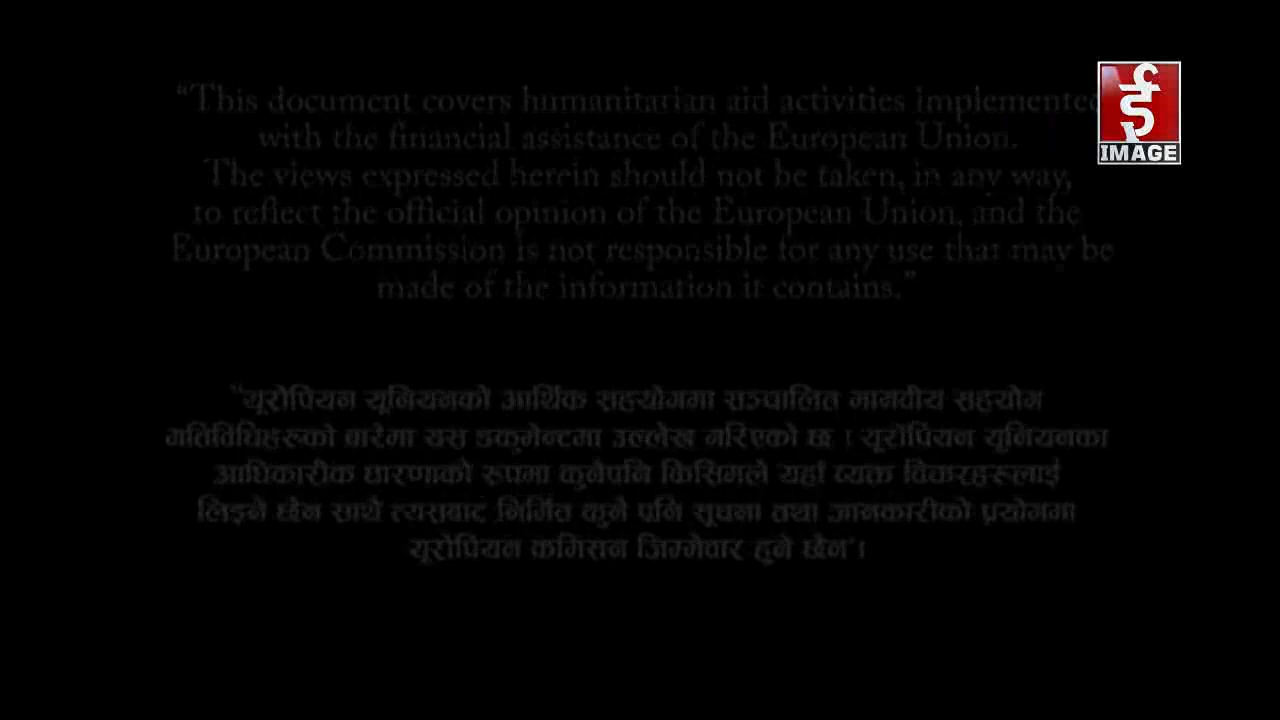 “This document covers humanitarian aid activities implemented
with the financial assistance of the European Union.
The views expressed herein should not be taken, in any way,
to reflect the official opinion of the European Union, and the
European Commission is not responsible for any use that may be
made of the information it contains.”
“यूरोपियन यूनियनको आर्थिक सहयोगमा सञ्चालित मानवीय सहयोग
गतिविधिहरूको बारेमा यस डकुमेन्टमा उल्लेख गरिएको छ । यूरोपियन यूनियनका
आधिकारीक धारणाको रुपमा कुनैपनि किसिमले यहाँ व्यक्त विचारहरूलाई
लिइने छैन साथै त्यसबाट निर्मित कुनै पनि सूचना तथा जानकारीको प्रयोगमा
यूरोपियन कमिसन जिम्मेवार हुने छैन”।
IMAGE